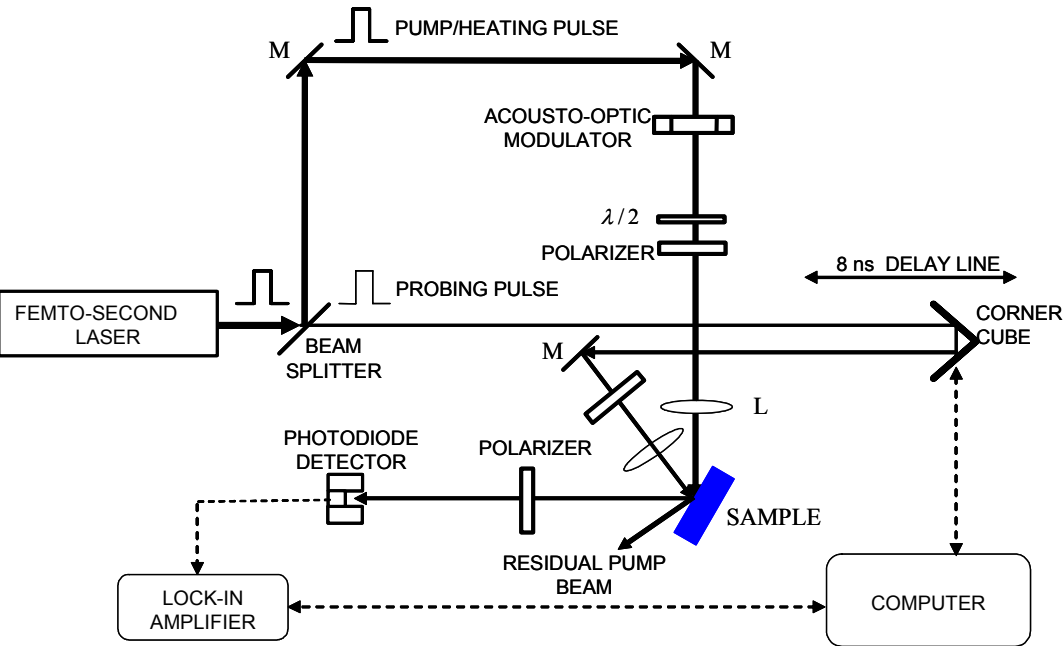 PUMP/HEATING PULSE
M
M
ACOUSTO-OPTIC
MODULATOR
λ/2
POLARIZER
8 ns DELAY LINE
FEMTO-SECOND
LASER
PROBING PULSE
BEAM
SPLITTER
CORNER
CUBE
M
L
PHOTODIODE
DETECTOR
POLARIZER
SAMPLE
RESIDUAL PUMP
BEAM
LOCK-IN
AMPLIFIER
COMPUTER